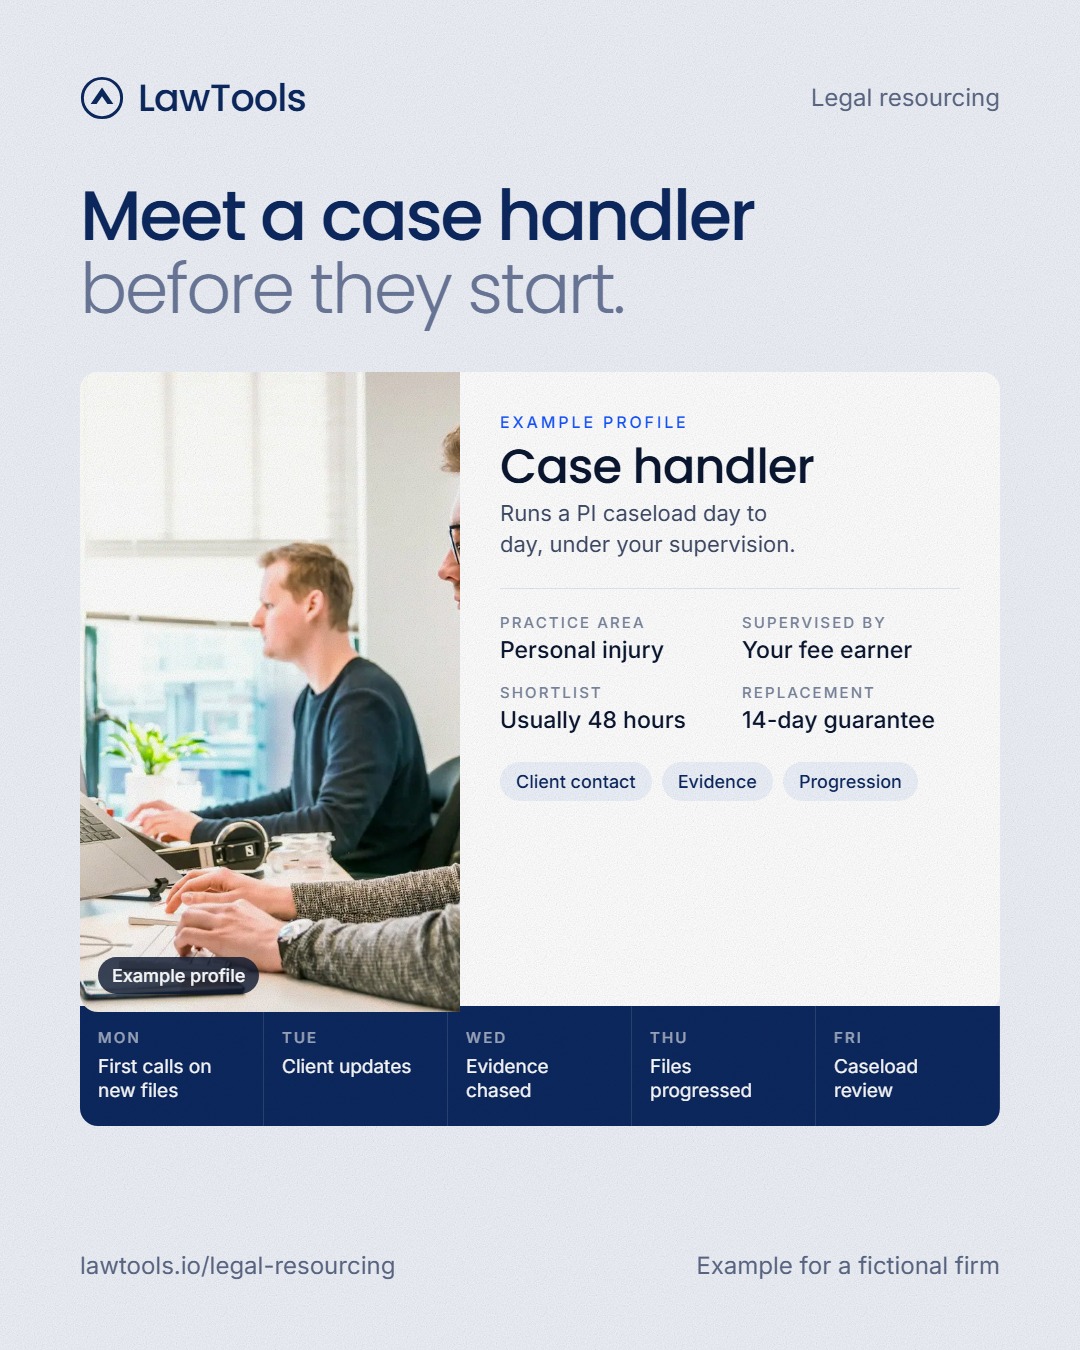 LawTools
Legal resourcing
Meet a case handler
before they start.
EXAMPLE PROFILE
Case handler
Runs a PI caseload day to
day, under your supervision.
PRACTICE AREA
Personal injury
SUPERVISED BY
Your fee earner
SHORTLIST
Usually 48 hours
REPLACEMENT
14-day guarantee
Client contact
Evidence
Progression
Example profile
MON
First calls on
new files
TUE
Client updates
WED
Evidence
chased
THU
Files
progressed
FRI
Caseload
review
lawtools.io/legal-resourcing
Example for a fictional firm